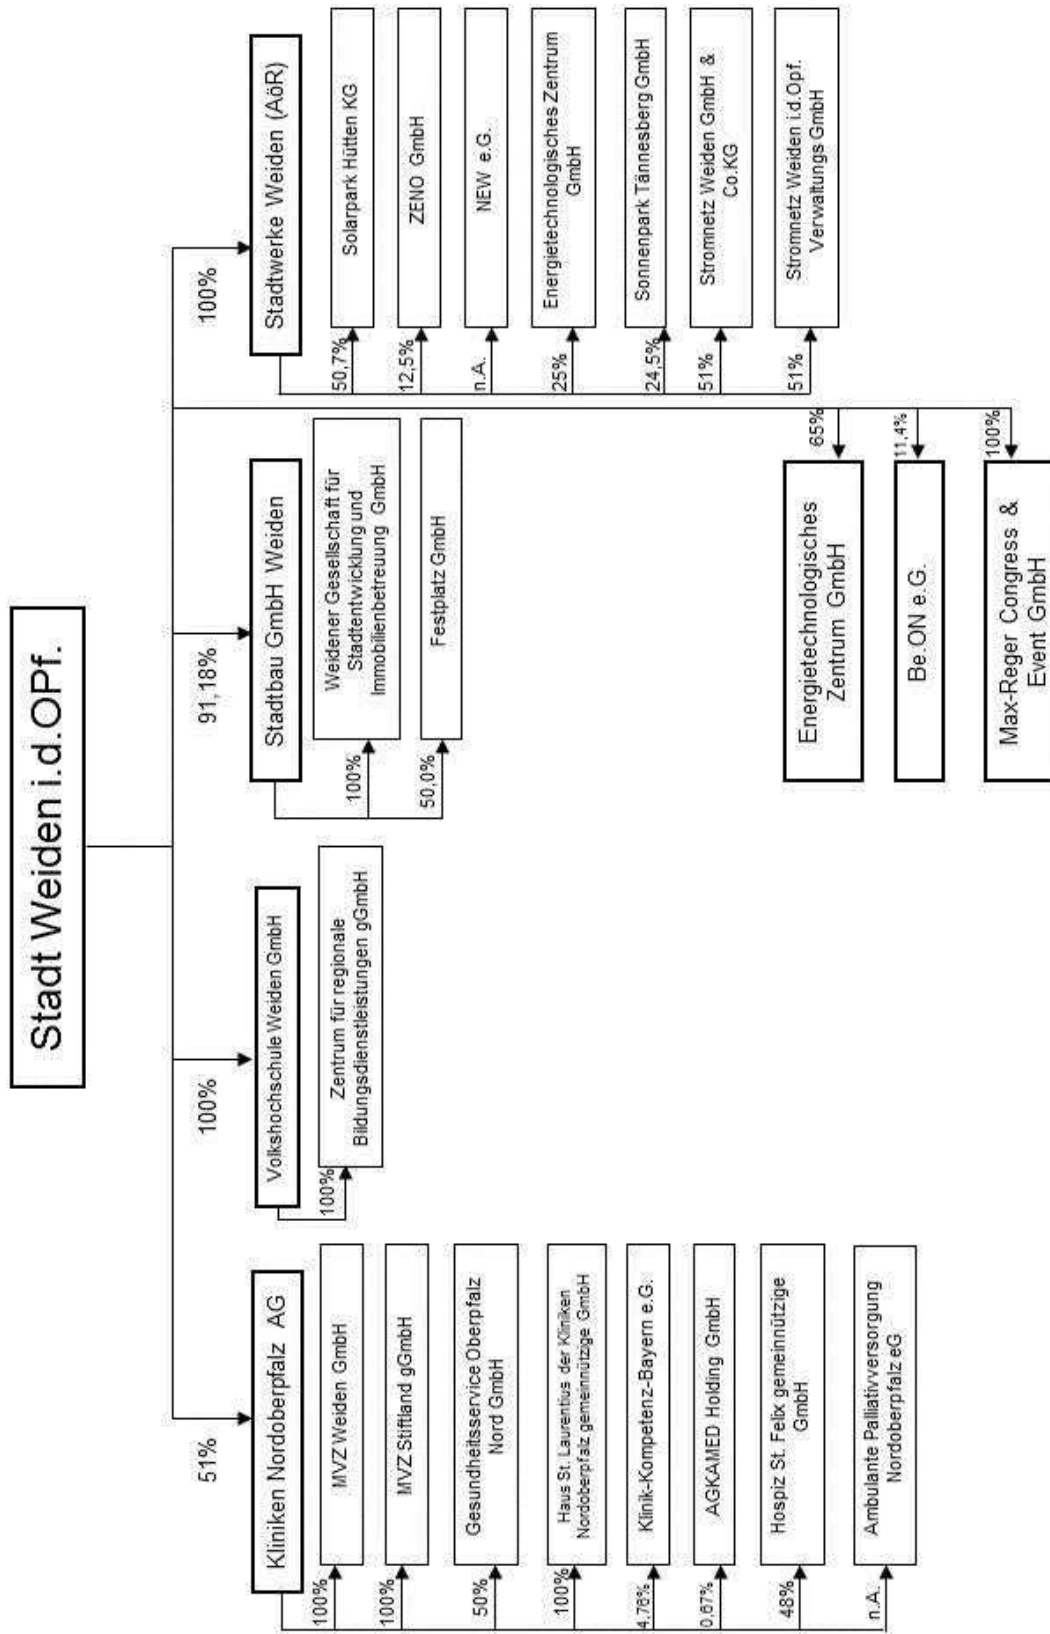 Stadt Weiden i.d.OPf.
51%
100%
91,18%
100%
Kliniken Nordoberpfalz AG
100%
MVZ Weiden GmbH
100%
MVZ Stiftland gGmbH
50%
Gesundheitsservice Oberpfalz
Nord GmbH
100%
Haus St. Laurentius der Kliniken
Nordoberpfalz gemeinnützige GmbH
4,76%
Klinik-Kompetenz-Bayern e.G.
0,67%
AGKAMED Holding GmbH
48%
Hospiz St. Felix gemeinnützige
GmbH
n.A.
Ambulante Palliativversorgung
Nordoberpfalz eG
Volkshochschule Weiden GmbH
100%
Zentrum für regionale
Bildungsdienstleistungen gGmbH
Stadtbau GmbH Weiden
100%
Weidener Gesellschaft für
Stadtentwicklung und
Immobilienbetreuung GmbH
50,0%
Festplatz GmbH
Stadtwerke Weiden (AöR)
50,7%
Solarpark Hütten KG
12,5%
ZENO GmbH
n.A.
NEW e.G.
25%
Energietechnologisches Zentrum
GmbH
24,5%
Sonnenpark Tännesberg GmbH
51%
Stromnetz Weiden GmbH &
Co.KG
51%
Stromnetz Weiden i.d.Opf.
Verwaltungs GmbH
65%
Energietechnologisches
Zentrum GmbH
11,4%
Be.ON e.G.
100%
Max-Reger Congress &
Event GmbH